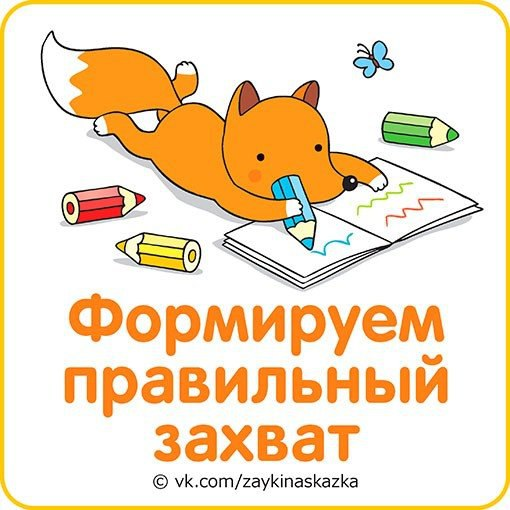 Формируем
правильный
захват
© vk.com/zaykinaskazka